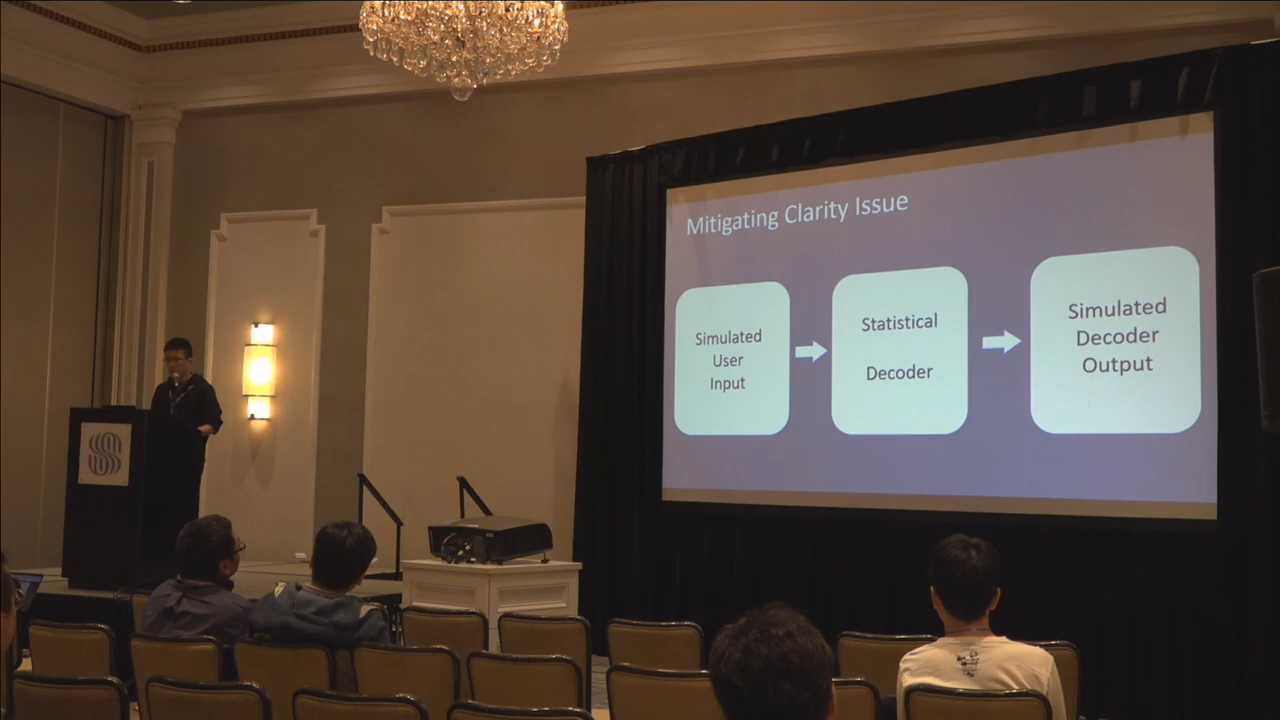 Mitigating Clarity Issue
Simulated
User
Input
Statistical
Decoder
Simulated
Decoder
Output